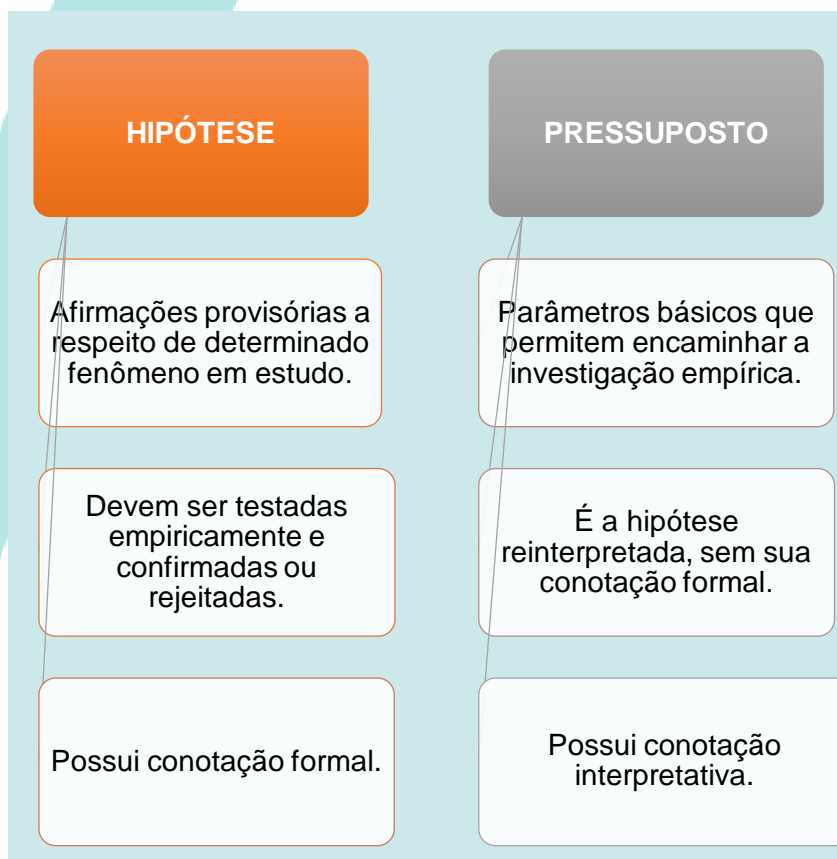 HIPÓTESE
Afirmações provisórias a
respeito de determinado
fenômeno em estudo.
Devem ser testadas
empiricamente e
confirmadas ou
rejeitadas.
Possui conotação formal.
PRESSUPOSTO
Parâmetros básicos que
permitem encaminhar a
investigação empírica.
É a hipótese
reinterpretada, sem sua
conotação formal.
Possui conotação
interpretativa.